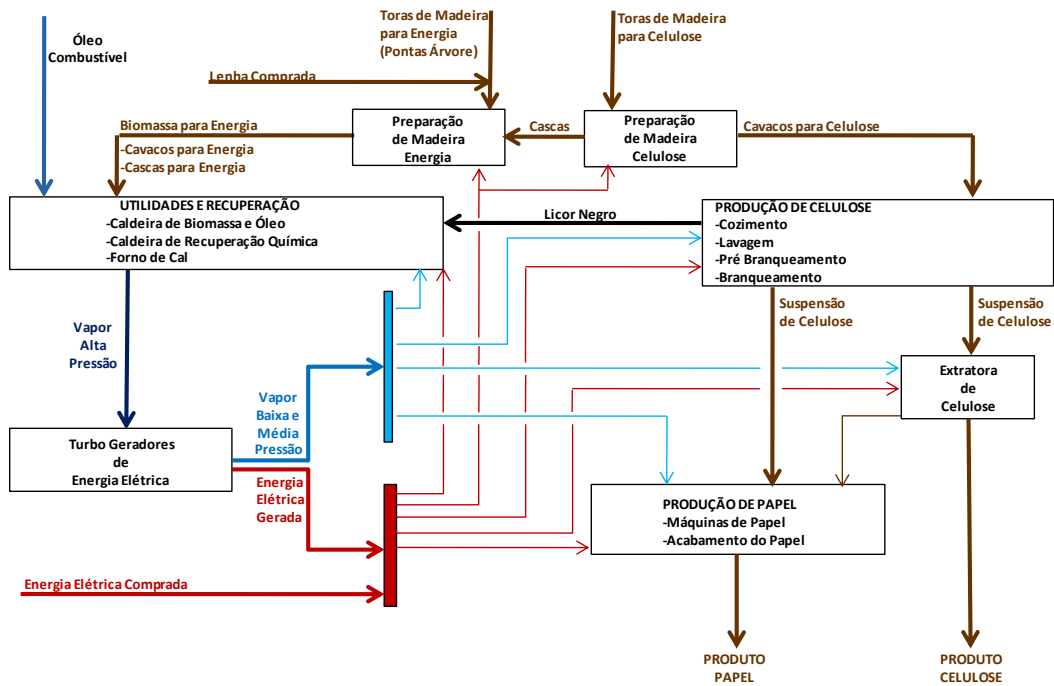 Óleo
Combustível
Toras de Madeira
para Energia
(Pontas Árvore)
Toras de Madeira
para Celulose
Lenha Comprada
Biomassa para Energia
-Cavacos para Energia
-Cascas para Energia
Preparação
de Madeira
Energia
Cascas
Preparação
de Madeira
Celulose
Cavacos para Celulose
UTILIDADES E RECUPERAÇÃO
-Caldeira de Biomassa e Óleo
-Caldeira de Recuperação Química
-Forno de Cal
Licor Negro
PRODUÇÃO DE CELULOSE
-Cozimento
-Lavagem
-Pré Branqueamento
-Branqueamento
Suspensão
de Celulose
Suspensão
de Celulose
Vapor
Alta
Pressão
Extratora
de
Celulose
Vapor
Baixa e
Média
Pressão
Turbo Geradores
de
Energia Elétrica
Energia
Elétrica
Gerada
PRODUÇÃO DE PAPEL
-Máquinas de Papel
-Acabamento do Papel
Energia Elétrica Comprada
PRODUTO
PAPEL
PRODUTO
CELULOSE